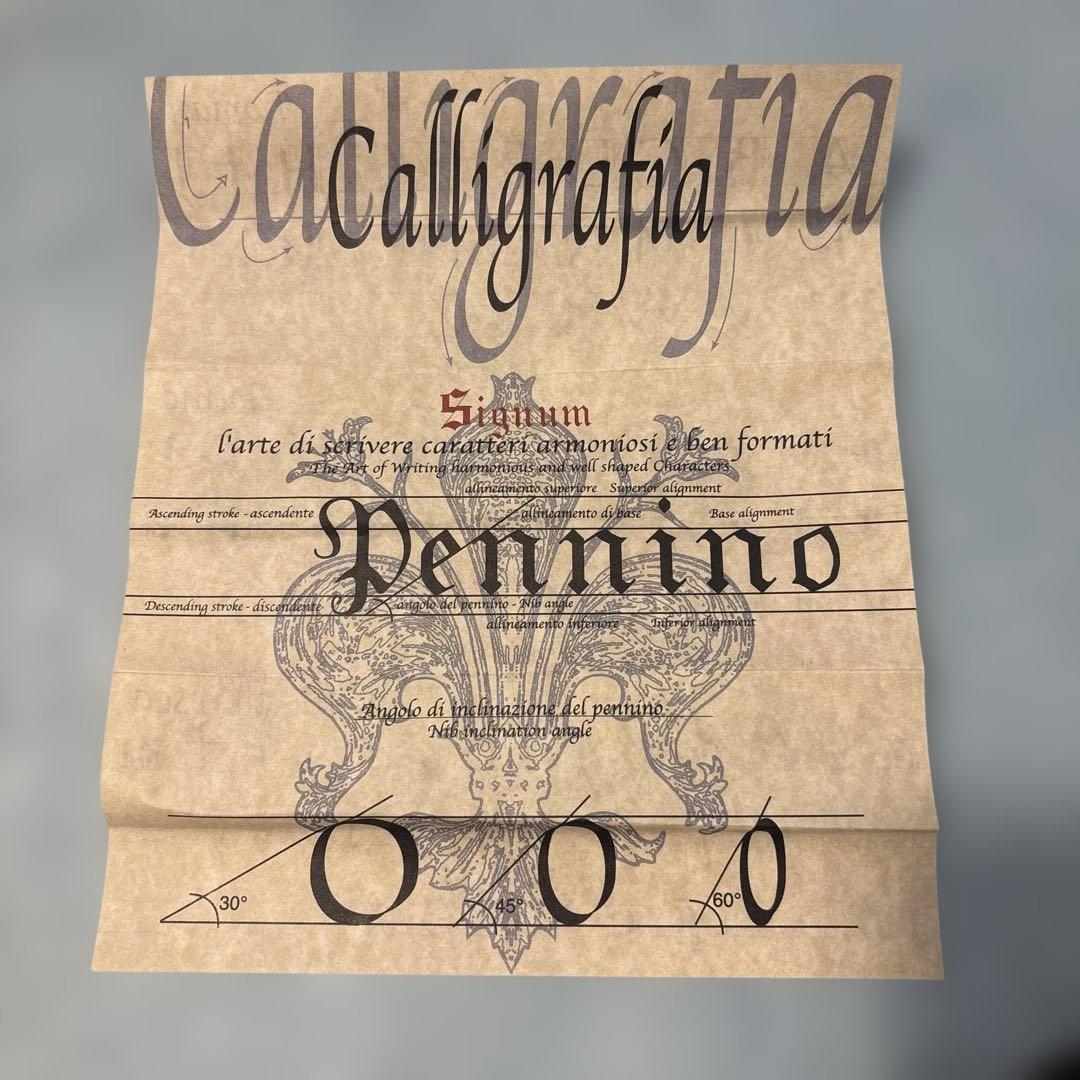 Calligrafia
Calligrafia
Signum
l'arte di scrivere caratteri armoniosi e ben formati
The Art of Writing harmonious and well shaped Characters
allineamento superiore Superior alignment
Ascending stroke - ascendente allineamento di base Base alignment
Pennino
Descending stroke - discendente angolo del pennino - Nib angle
allineamento inferiore Inferior alignment
Angolo di inclinazione del pennino
Nib inclination angle
30° O 45° O 60° O